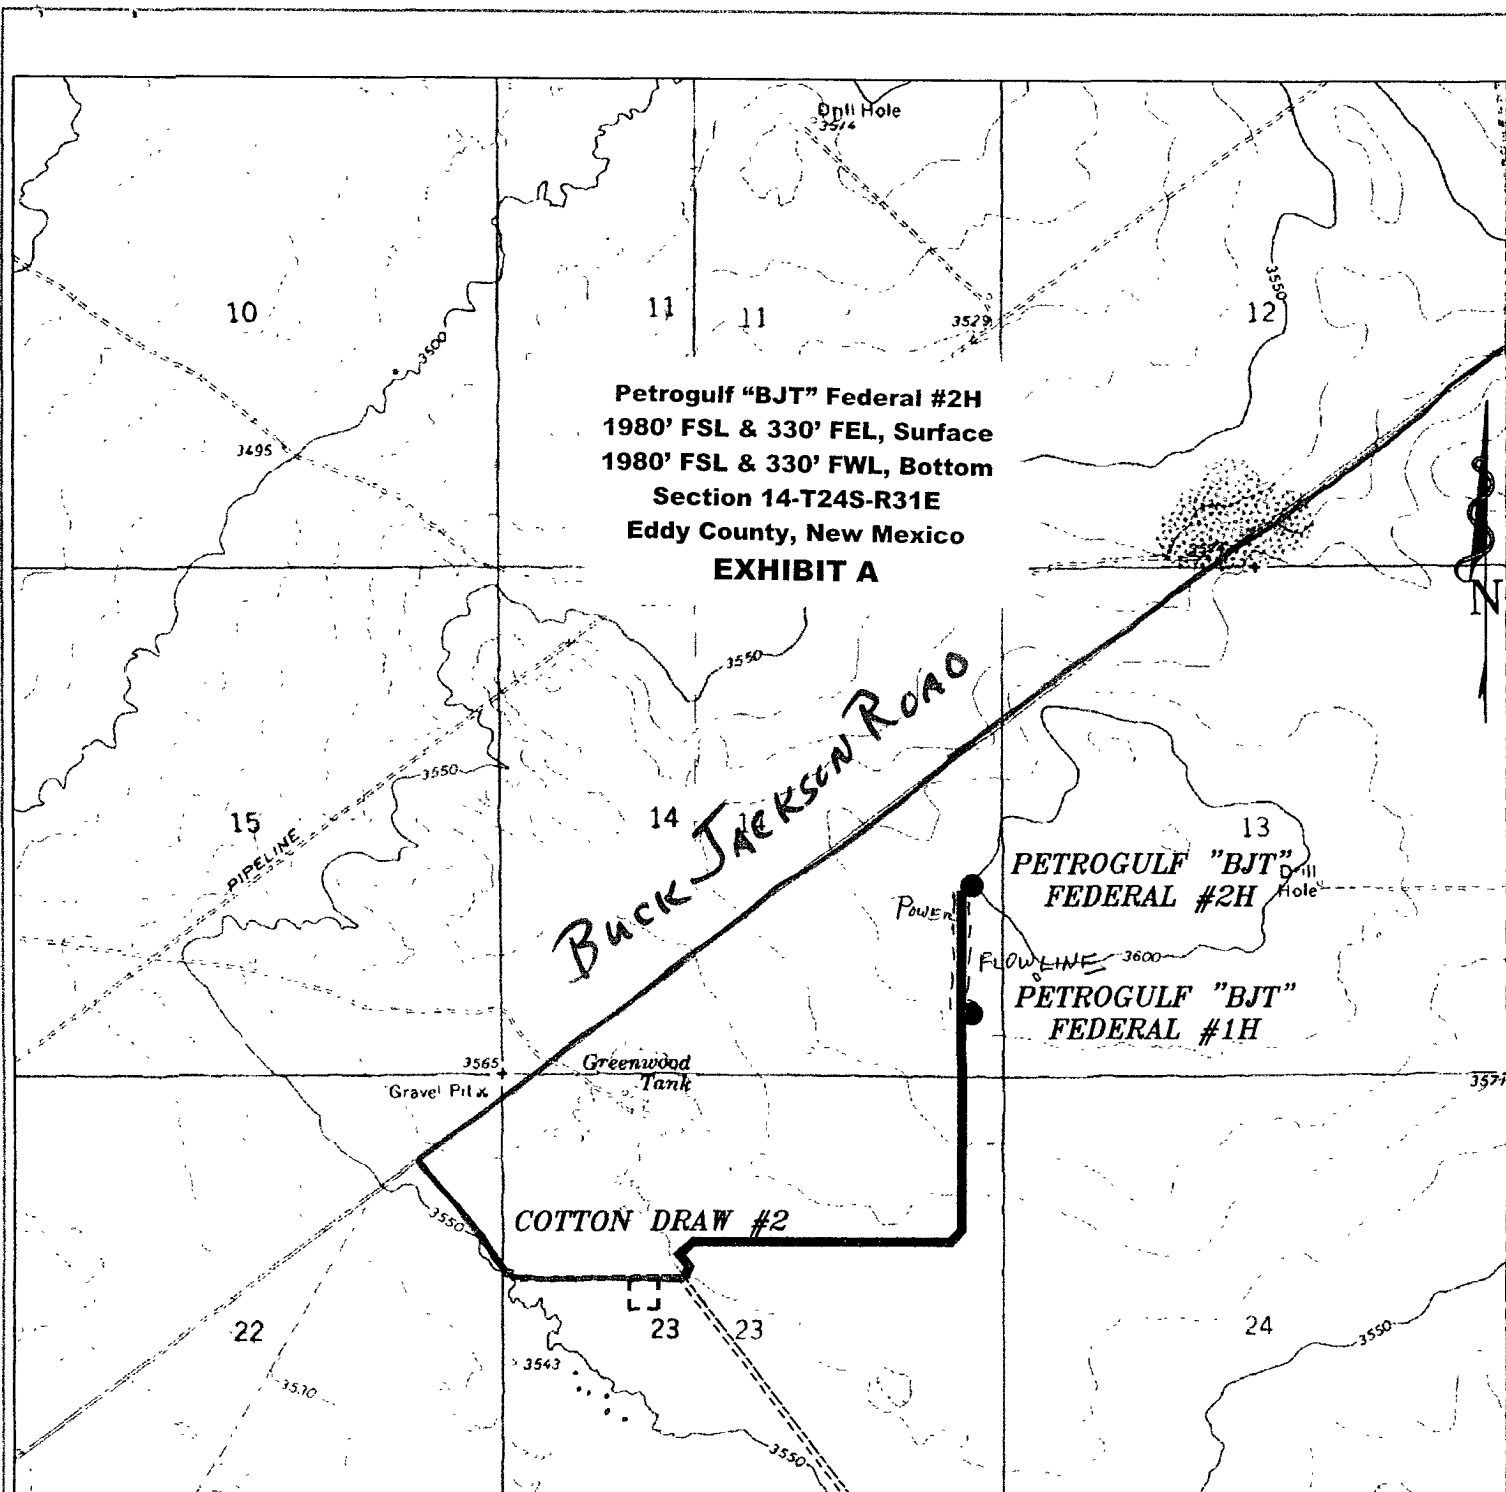 Drill Hole
3514
3550
10
11
11
12
3529
3500
Petrogulf “BJT” Federal #2H
1980’ FSL & 330’ FEL, Surface
1980’ FSL & 330’ FWL, Bottom
Section 14-T24S-R31E
Eddy County, New Mexico
EXHIBIT A
3495
N
3550
BUCK JACKSON ROAD
3550
15
14
13
PIPELINE
PETROGULF "BJT"
FEDERAL #2H
Drill
Hole
POWER
FLOWLINE
3600
PETROGULF "BJT"
FEDERAL #1H
3565
Greenwood
Tank
Gravel Pit x
3571
3550
COTTON DRAW #2
22
23
23
24
3550
3543
3530
3550